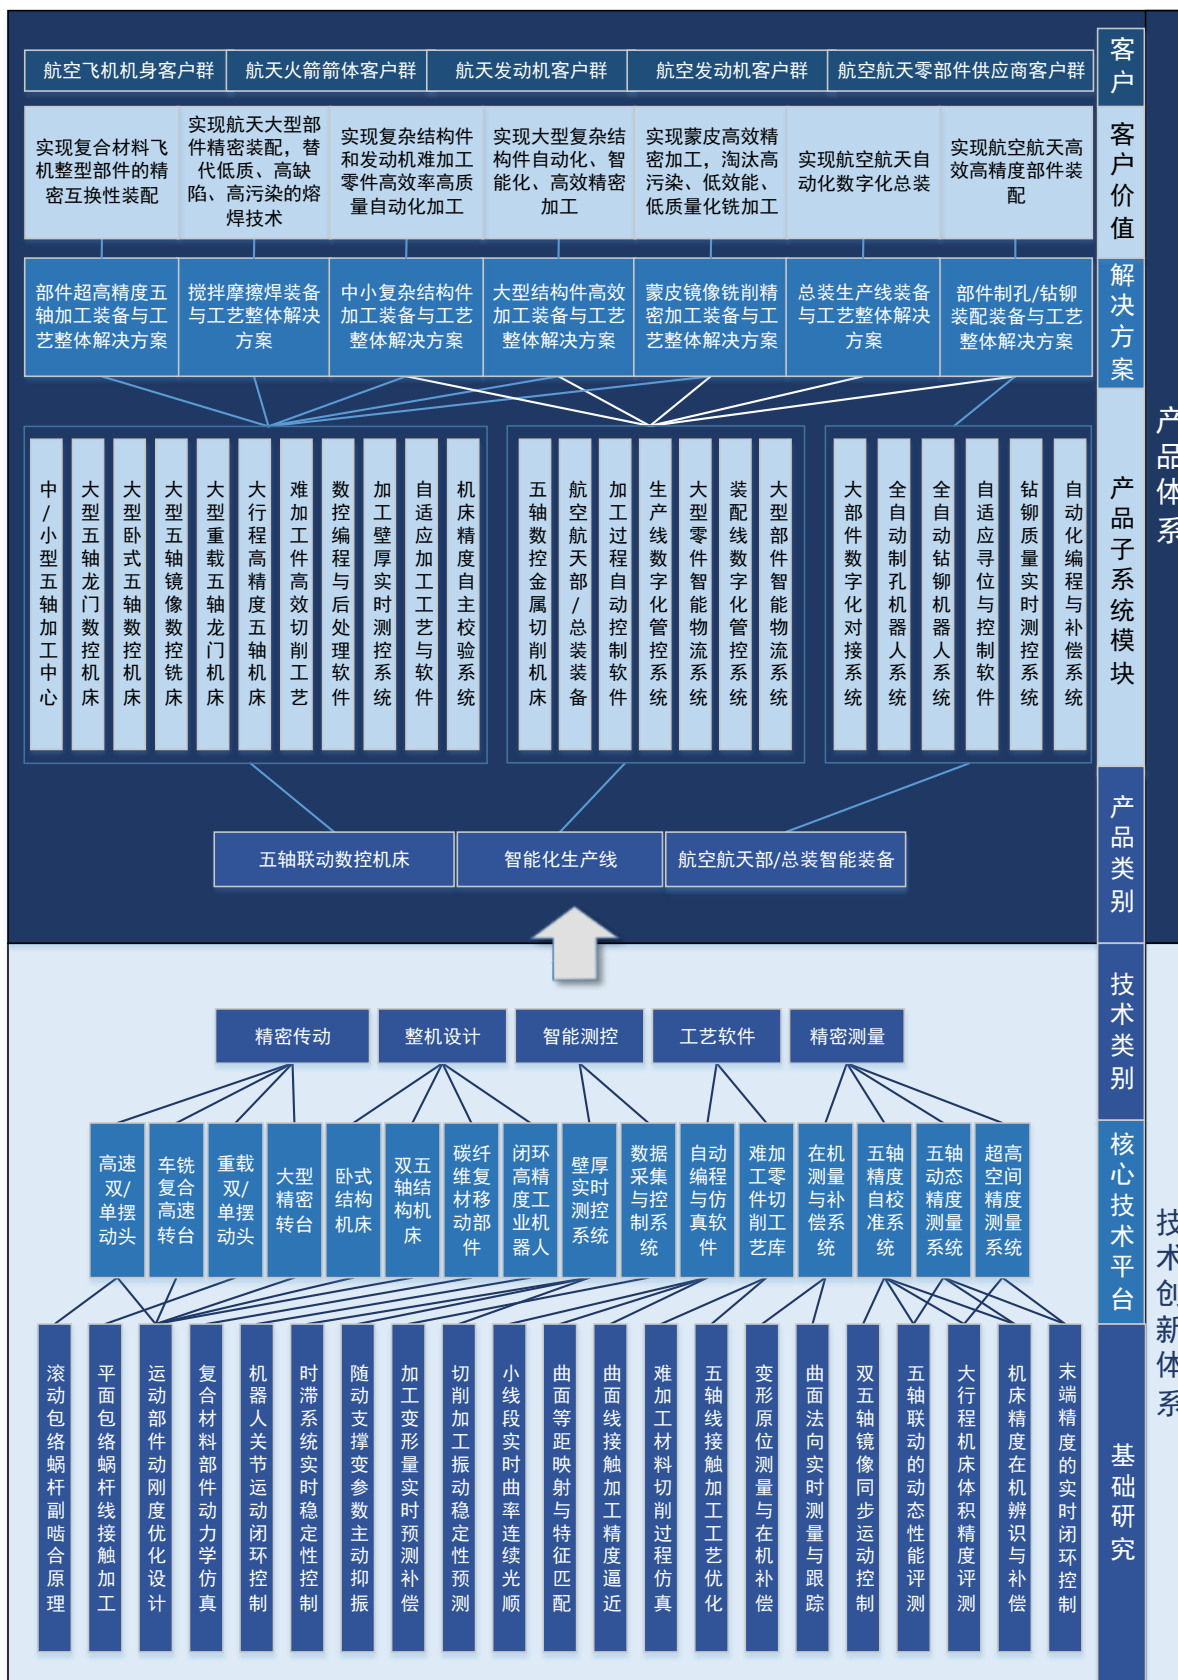 航空飞机机身客户群
航天火箭箭体客户群
航天发动机客户群
航空发动机客户群
航空航天零部件供应商客户群
客户
实现复合材料飞
机整型部件的精
密互换性装配
实现航天大型部
件精密装配，替
代低质、高缺
陷、高污染的熔
焊技术
实现复杂结构件
和发动机难加工
零件高效率高质
量自动化加工
实现大型复杂结
构件自动化、智
能化、高效精密
加工
实现蒙皮高效精
密加工，淘汰高
污染、低效能、
低质量化铣加工
实现航空航天自
动化数字化总装
实现航空航天高
效高精度部件装
配
客户价值
部件超高精度五
轴加工装备与工
艺整体解决方案
搅拌摩擦焊装备
与工艺整体解决
方案
中小复杂结构件
加工装备与工艺
整体解决方案
大型结构件高效
加工装备与工艺
整体解决方案
蒙皮镜像铣削精
密加工装备与工
艺整体解决方案
总装生产线装备
与工艺整体解决
方案
部件制孔/钻铆
装配装备与工艺
整体解决方案
解决方案
中/小型五轴加工中心
大型五轴龙门数控机床
大型卧式五轴数控机床
大型五轴镜像数控铣床
大型重载五轴龙门机床
大行程高精度五轴机床
难加工件高效切削工艺
数控编程与后处理软件
加工壁厚实时测控系统
自适应加工工艺与软件
机床精度自主校验系统
五轴数控金属切削机床
航空航天部/总装装备
加工过程自动控制软件
生产线数字化管控系统
大型零件智能物流系统
装配线数字化管控系统
大型部件智能物流系统
大部件数字化对接系统
全自动制孔机器人系统
全自动钻铆机器人系统
自适应寻位与控制软件
钻铆质量实时测控系统
自动化编程与补偿系统
产品子系统模块
产品体系
五轴联动数控机床
智能化生产线
航空航天部/总装智能装备
产品类别
精密传动
整机设计
智能测控
工艺软件
精密测量
技术类别
高速
双/
单摆
动头
车铣
复合
高速
转台
重载
双/
单摆
动头
大型
精密
转台
卧式
结构
机床
双五
轴结
构机
床
碳纤
维复
材移
动部
件
闭环
高精
度工
业机
器人
壁厚
实时
测控
系统
数据
采集
与控
制系
统
自动
编程
与仿
真软
件
难加
工零
件切
削工
艺库
在机
测量
与补
偿系
统
五轴
精度
自校
准系
统
五轴
动态
精度
测量
系统
超高
空间
精度
测量
系统
核心技术平台
滚动包络蜗杆副啮合原理
平面包络蜗杆线接触加工
运动部件动刚度优化设计
复合材料部件动力学仿真
机器人关节运动闭环控制
时滞系统实时稳定性控制
随动支撑变参数主动抑振
加工变形量实时预测补偿
切削加工振动稳定性预测
小线段实时曲率连续光顺
曲面等距映射与特征匹配
曲面线接触加工精度逼近
难加工材料切削过程仿真
五轴线接触加工工艺优化
变形原位测量与在机补偿
曲面法向实时测量与跟踪
双五轴镜像同步运动控制
五轴联动的动态性能评测
大行程机床体积精度评测
机床精度在机辨识与补偿
末端精度的实时闭环控制
基础研究
技术创新体系